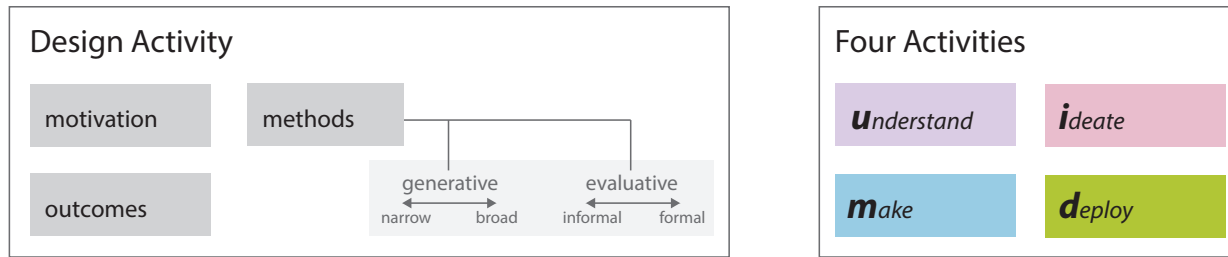 Design Activity
motivation
methods
outcomes
generative
evaluative
narrow
broad
informal
formal
Four Activities
understand
ideate
make
deploy